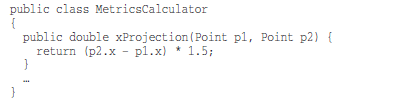 public class MetricsCalculator
{
  public double xProjection(Point p1, Point p2) {
    return (p2.x – p1.x) * 1.5;
  }
  …
}